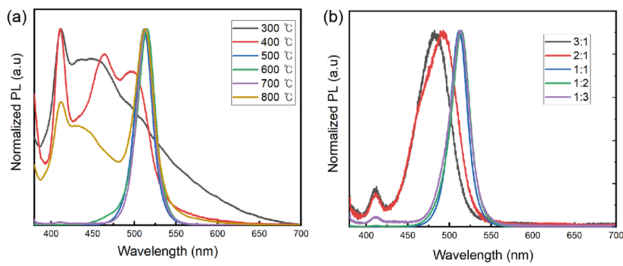 (a)
Normalized PL (a.u)
300 ℃
400 ℃
500 ℃
600 ℃
700 ℃
800 ℃
400 450 500 550 600 650 700
Wavelength (nm)
(b)
Normalized PL (a.u)
3:1
2:1
1:1
1:2
1:3
400 450 500 550 600 650 700
Wavelength (nm)